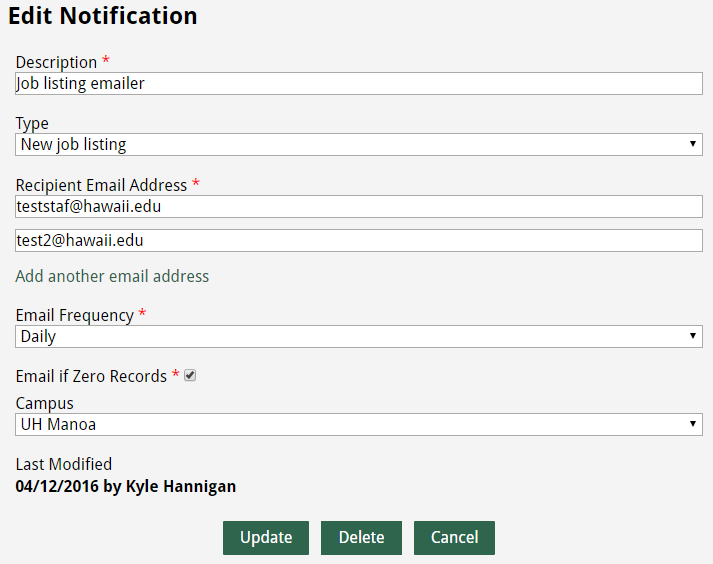 Edit Notification
Description *
Job listing emailer
Type
New job listing
Recipient Email Address *
teststaf@hawaii.edu
test2@hawaii.edu
Add another email address
Email Frequency *
Daily
Email if Zero Records *
Campus
UH Manoa
Last Modified
04/12/2016 by Kyle Hannigan
Update Delete Cancel